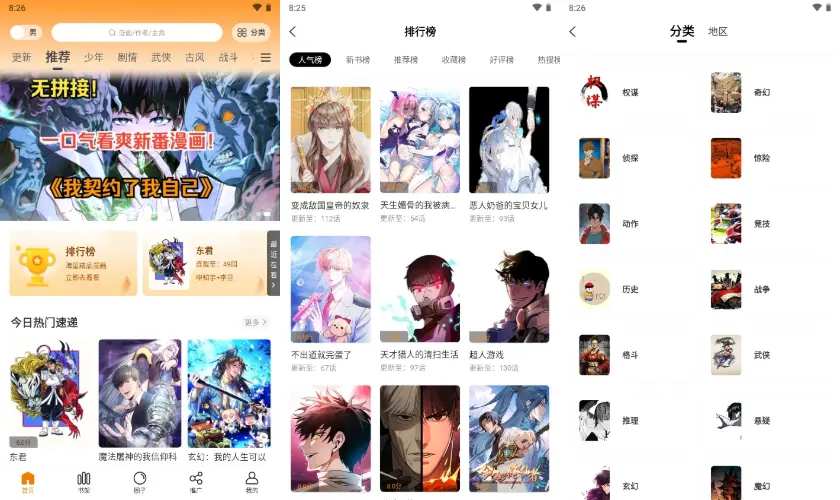 8:26
男
分类
更新 推荐 少年 剧情 武侠 古风 战斗
无拼接!
一口气看爽新番漫画!
《我契约了我自己》
排行榜
海量精品漫画
立即去看看
东君
连载至：49回
申知宇+李旦
最近在看
今日热门速递
更多
8.0分
东君
魔法屠神的我信仰科
玄幻：我的人生可以
首页
书架
圈子
推广
我的
8:25
排行榜
人气榜 新书榜 推荐榜 收藏榜 好评榜 热搜榜
变成敌国皇帝的奴隶
更新至：112话
天生媚骨的我被病...
更新至：54话
恶人奶爸的宝贝女儿
更新至：93话
不出道就完蛋了
更新至：67话
天才猎人的清扫生活
更新至：97话
超人游戏
更新至：130话
8.0分
8:26
分类 地区
权谋
权谋
奇幻
侦探
惊险
动作
竞技
历史
战争
格斗
武侠
推理
悬疑
玄幻
魔幻